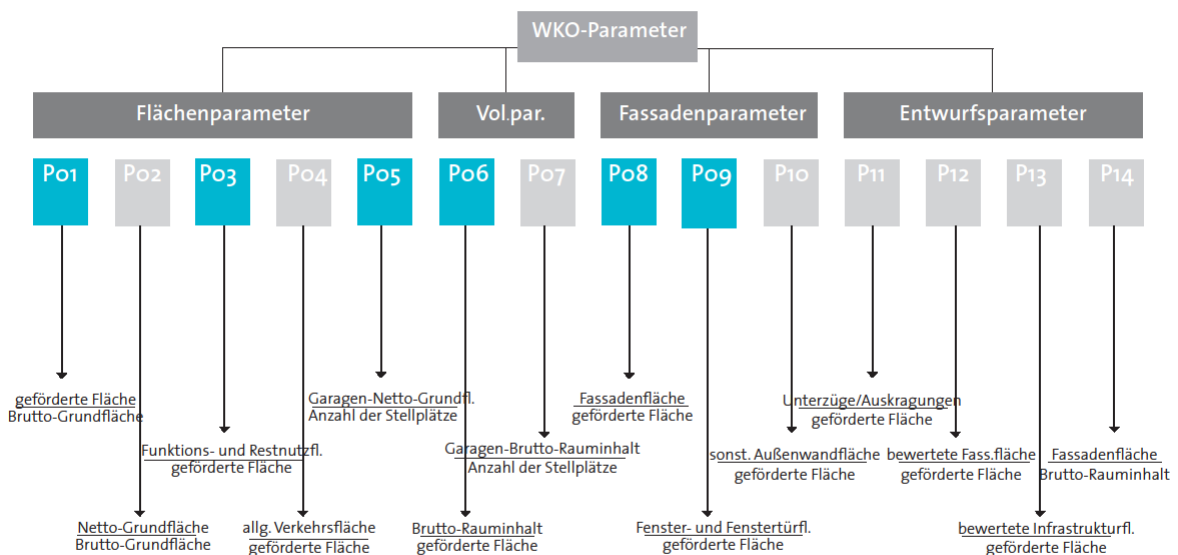 WKO-Parameter
Flächenparameter
Vol.par.
Fassadenparameter
Entwurfsparameter
P01
P02
P03
P04
P05
P06
P07
P08
P09
P10
P11
P12
P13
P14
geförderte Fläche
Brutto-Grundfläche
Garagen-Netto-Grundfl.
Anzahl der Stellplätze
Fassadenfläche
geförderte Fläche
Unterzüge/Auskragungen
geförderte Fläche
Funktions- und Restnutzfl.
geförderte Fläche
Garagen-Brutto-Rauminhalt
Anzahl der Stellplätze
sonst. Außenwandfläche
geförderte Fläche
bewertete Fass.fläche
geförderte Fläche
Fassadenfläche
Brutto-Rauminhalt
Netto-Grundfläche
Brutto-Grundfläche
allg. Verkehrsfläche
geförderte Fläche
Brutto-Rauminhalt
geförderte Fläche
Fenster- und Fenstertürfl.
geförderte Fläche
bewertete Infrastrukturfl.
geförderte Fläche